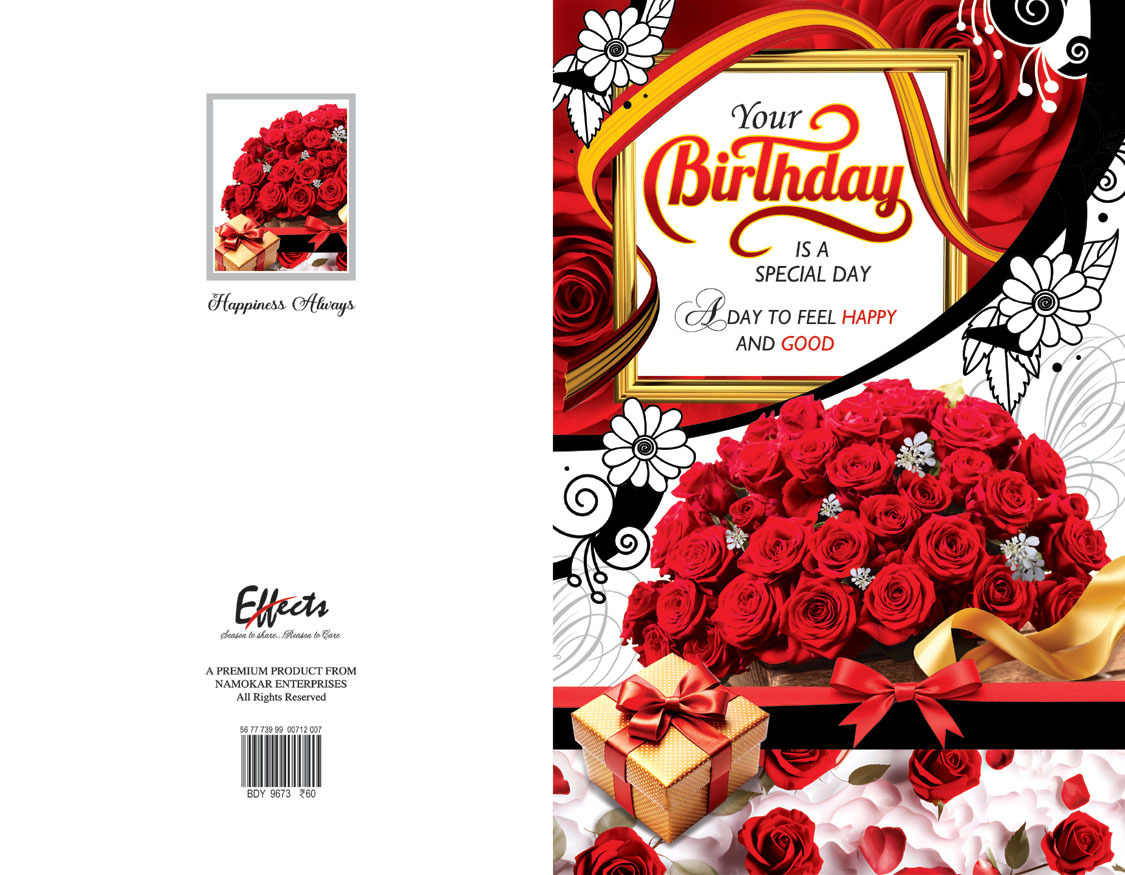 Happiness Always
Effects
Season to share...Reason to Care
A PREMIUM PRODUCT FROM
NAMOKAR ENTERPRISES
All Rights Reserved
56 77 739 99 00712 007
BDY 9673 ₹60
Your
Birthday
IS A
SPECIAL DAY
A DAY TO FEEL HAPPY
AND GOOD